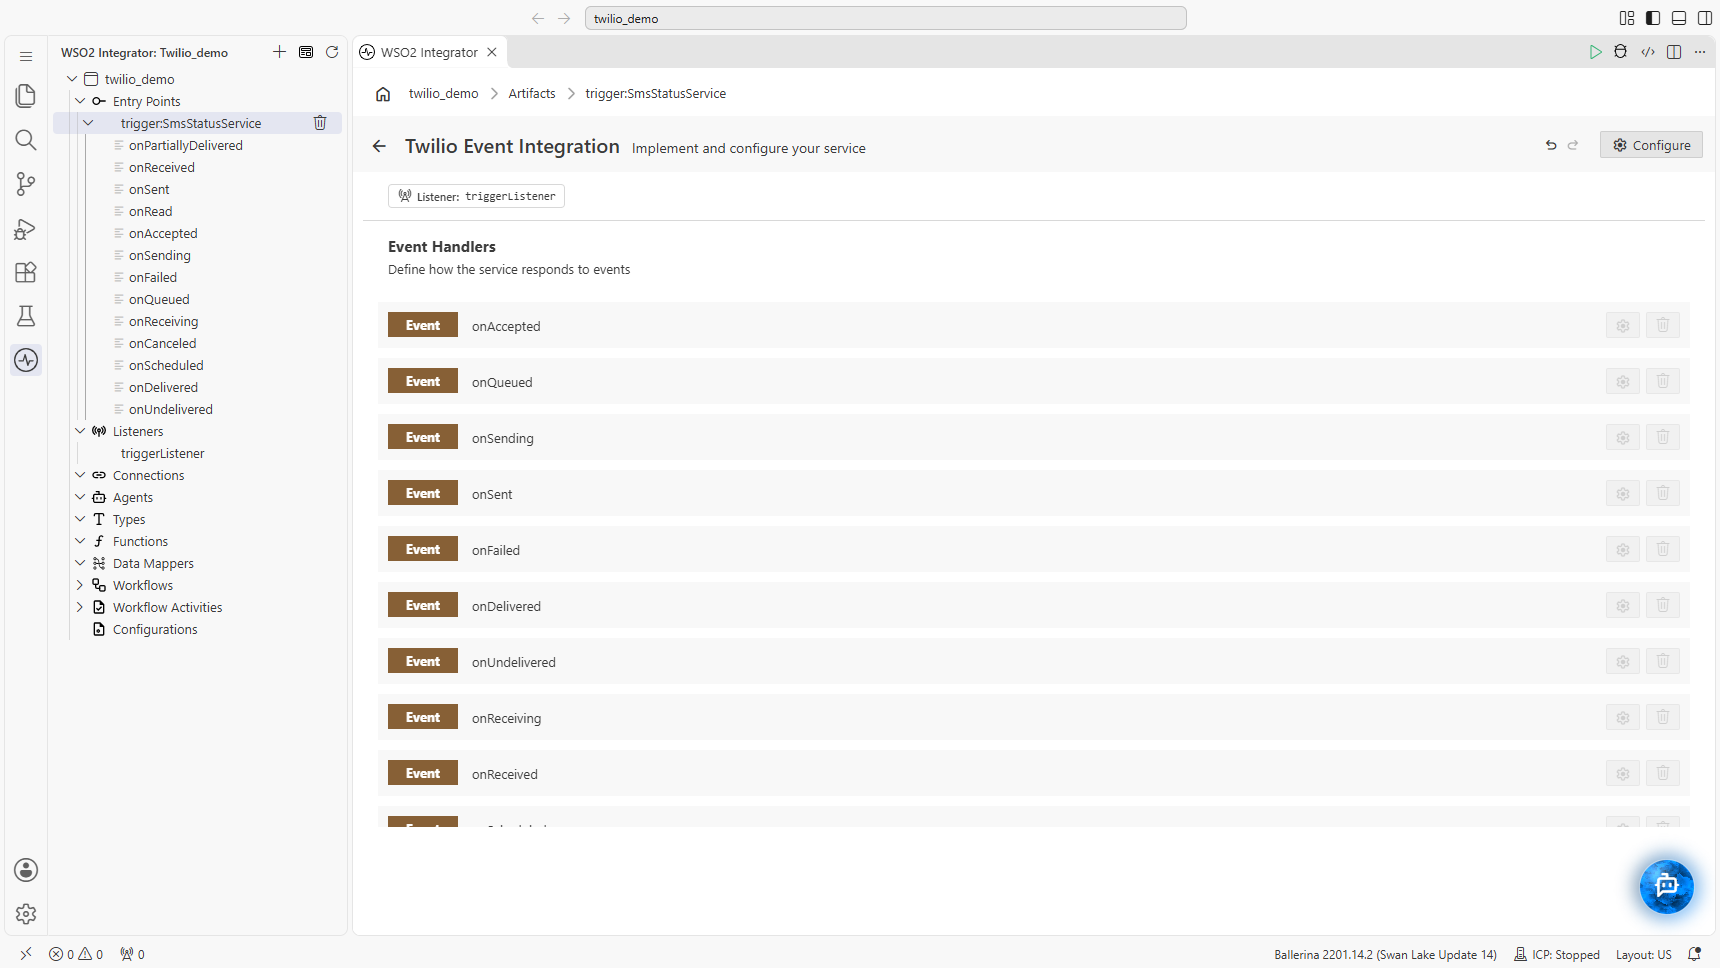 twilio_demo
WSO2 Integrator: Twilio_demo
twilio_demo
Entry Points
trigger:SmsStatusService
onPartiallyDelivered
onReceived
onSent
onRead
onAccepted
onSending
onFailed
onQueued
onReceiving
onCanceled
onScheduled
onDelivered
onUndelivered
Listeners
triggerListener
Connections
Agents
Types
Functions
Data Mappers
Workflows
Workflow Activities
Configurations
WSO2 Integrator
twilio_demo > Artifacts > trigger:SmsStatusService
Twilio Event Integration Implement and configure your service
Configure
Listener: triggerListener
Event Handlers
Define how the service responds to events
Event onAccepted
Event onQueued
Event onSending
Event onSent
Event onFailed
Event onDelivered
Event onUndelivered
Event onReceiving
Event onReceived
0 0 0
Ballerina 2201.14.2 (Swan Lake Update 14) ICP: Stopped Layout: US